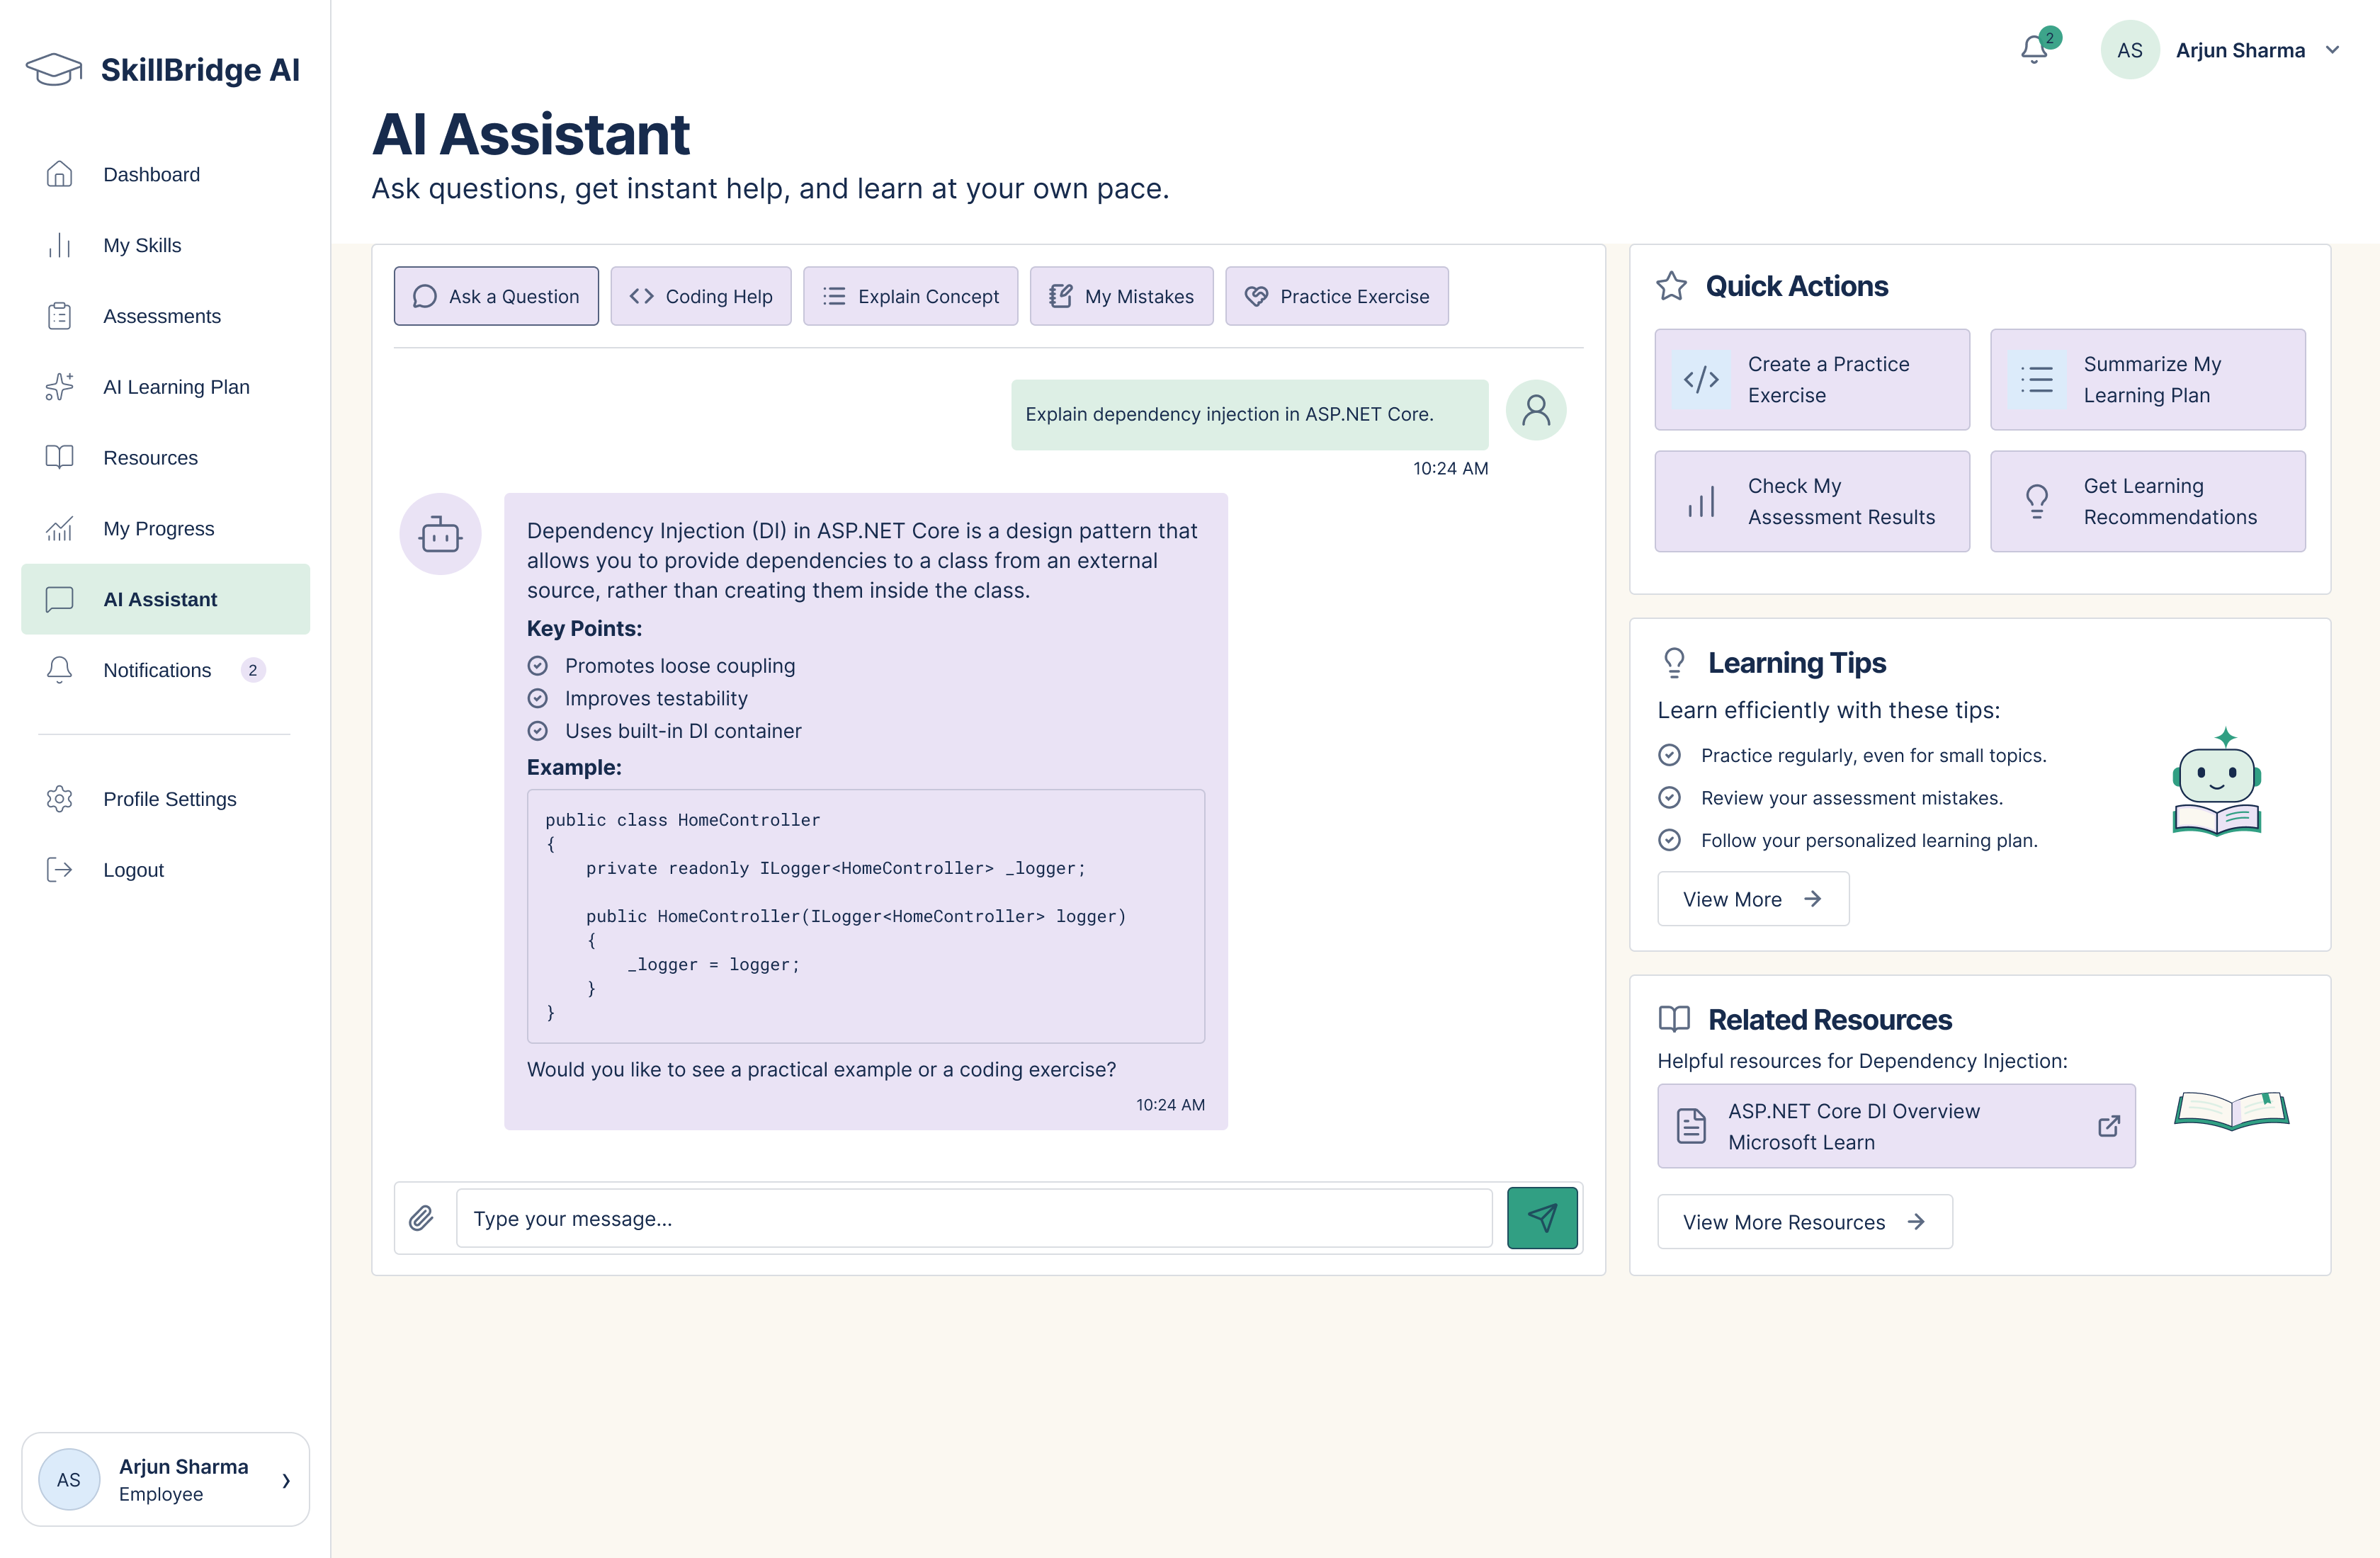 SkillBridge AI
Dashboard
My Skills
Assessments
AI Learning Plan
Resources
My Progress
AI Assistant
Notifications 2
Profile Settings
Logout
AS
Arjun Sharma
Employee
2
AS
Arjun Sharma
AI Assistant
Ask questions, get instant help, and learn at your own pace.
Ask a Question
Coding Help
Explain Concept
My Mistakes
Practice Exercise
Explain dependency injection in ASP.NET Core.
10:24 AM
Dependency Injection (DI) in ASP.NET Core is a design pattern that
allows you to provide dependencies to a class from an external
source, rather than creating them inside the class.
Key Points:
Promotes loose coupling
Improves testability
Uses built-in DI container
Example:
public class HomeController
{
    private readonly ILogger<HomeController> _logger;
    public HomeController(ILogger<HomeController> logger)
    {
        _logger = logger;
    }
}
Would you like to see a practical example or a coding exercise?
10:24 AM
Type your message...
Quick Actions
Create a Practice
Exercise
Summarize My
Learning Plan
Check My
Assessment Results
Get Learning
Recommendations
Learning Tips
Learn efficiently with these tips:
Practice regularly, even for small topics.
Review your assessment mistakes.
Follow your personalized learning plan.
View More
Related Resources
Helpful resources for Dependency Injection:
ASP.NET Core DI Overview
Microsoft Learn
View More Resources